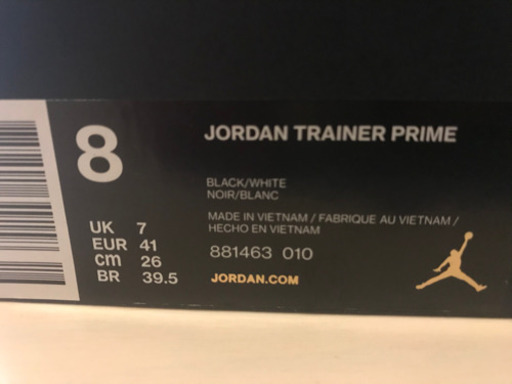 8
JORDAN TRAINER PRIME
BLACK/WHITE
NOIR/BLANC
MADE IN VIETNAM / FABRIQUE AU VIETNAM /
HECHO EN VIETNAM
881463 010
JORDAN.COM
UK 7
EUR 41
cm 26
BR 39.5